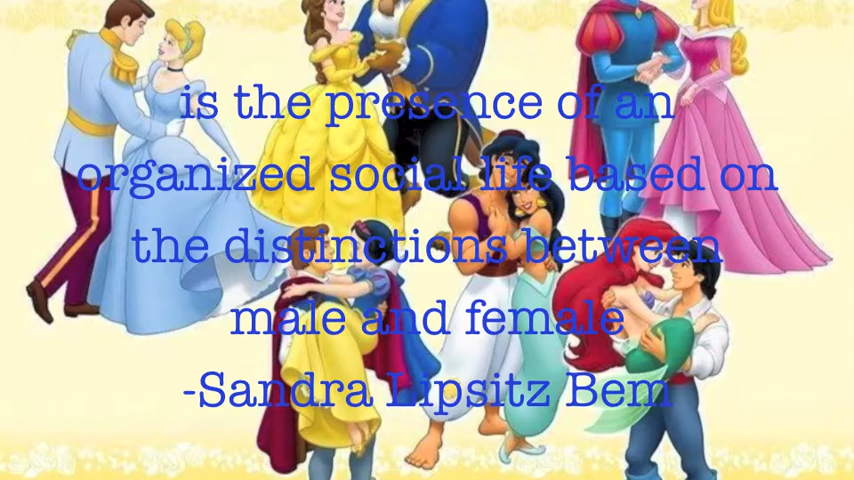 is the presence of an
organized social life based on
the distinctions between
male and female
-Sandra Lipsitz Bem